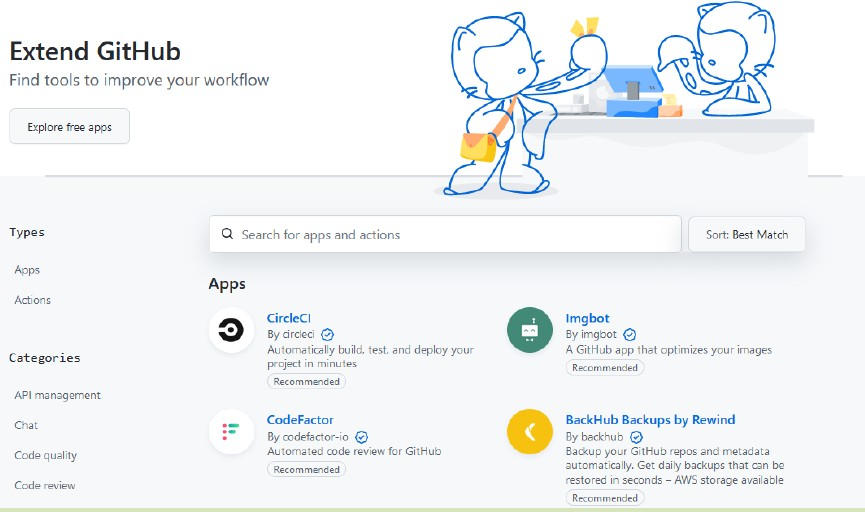 Extend GitHub
Find tools to improve your workflow
Explore free apps
Types
Apps
Actions
Categories
API management
Chat
Code quality
Code review
Search for apps and actions
Sort: Best Match
Apps
CircleCI
By circleci
Automatically build, test, and deploy your
project in minutes
Recommended
Imgbot
By imgbot
A GitHub app that optimizes your images
Recommended
CodeFactor
By codefactor-io
Automated code review for GitHub
Recommended
BackHub Backups by Rewind
By backhub
Backup your GitHub repos and metadata
automatically. Get daily backups that can be
restored in seconds – AWS storage available
Recommended